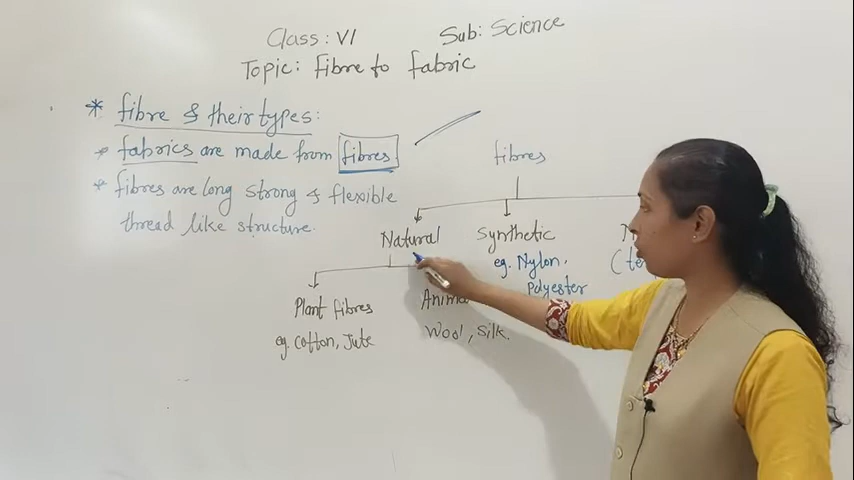 Class: VI Sub: Science
Topic: Fibre to fabric
* fibre & their types:
* fabrics are made from fibres
* fibres are long strong & flexible
thread like structure.
fibres
Natural Synthetic
eg. Nylon,
Polyester
Plant fibres
eg. Cotton, Jute Wool, Silk.